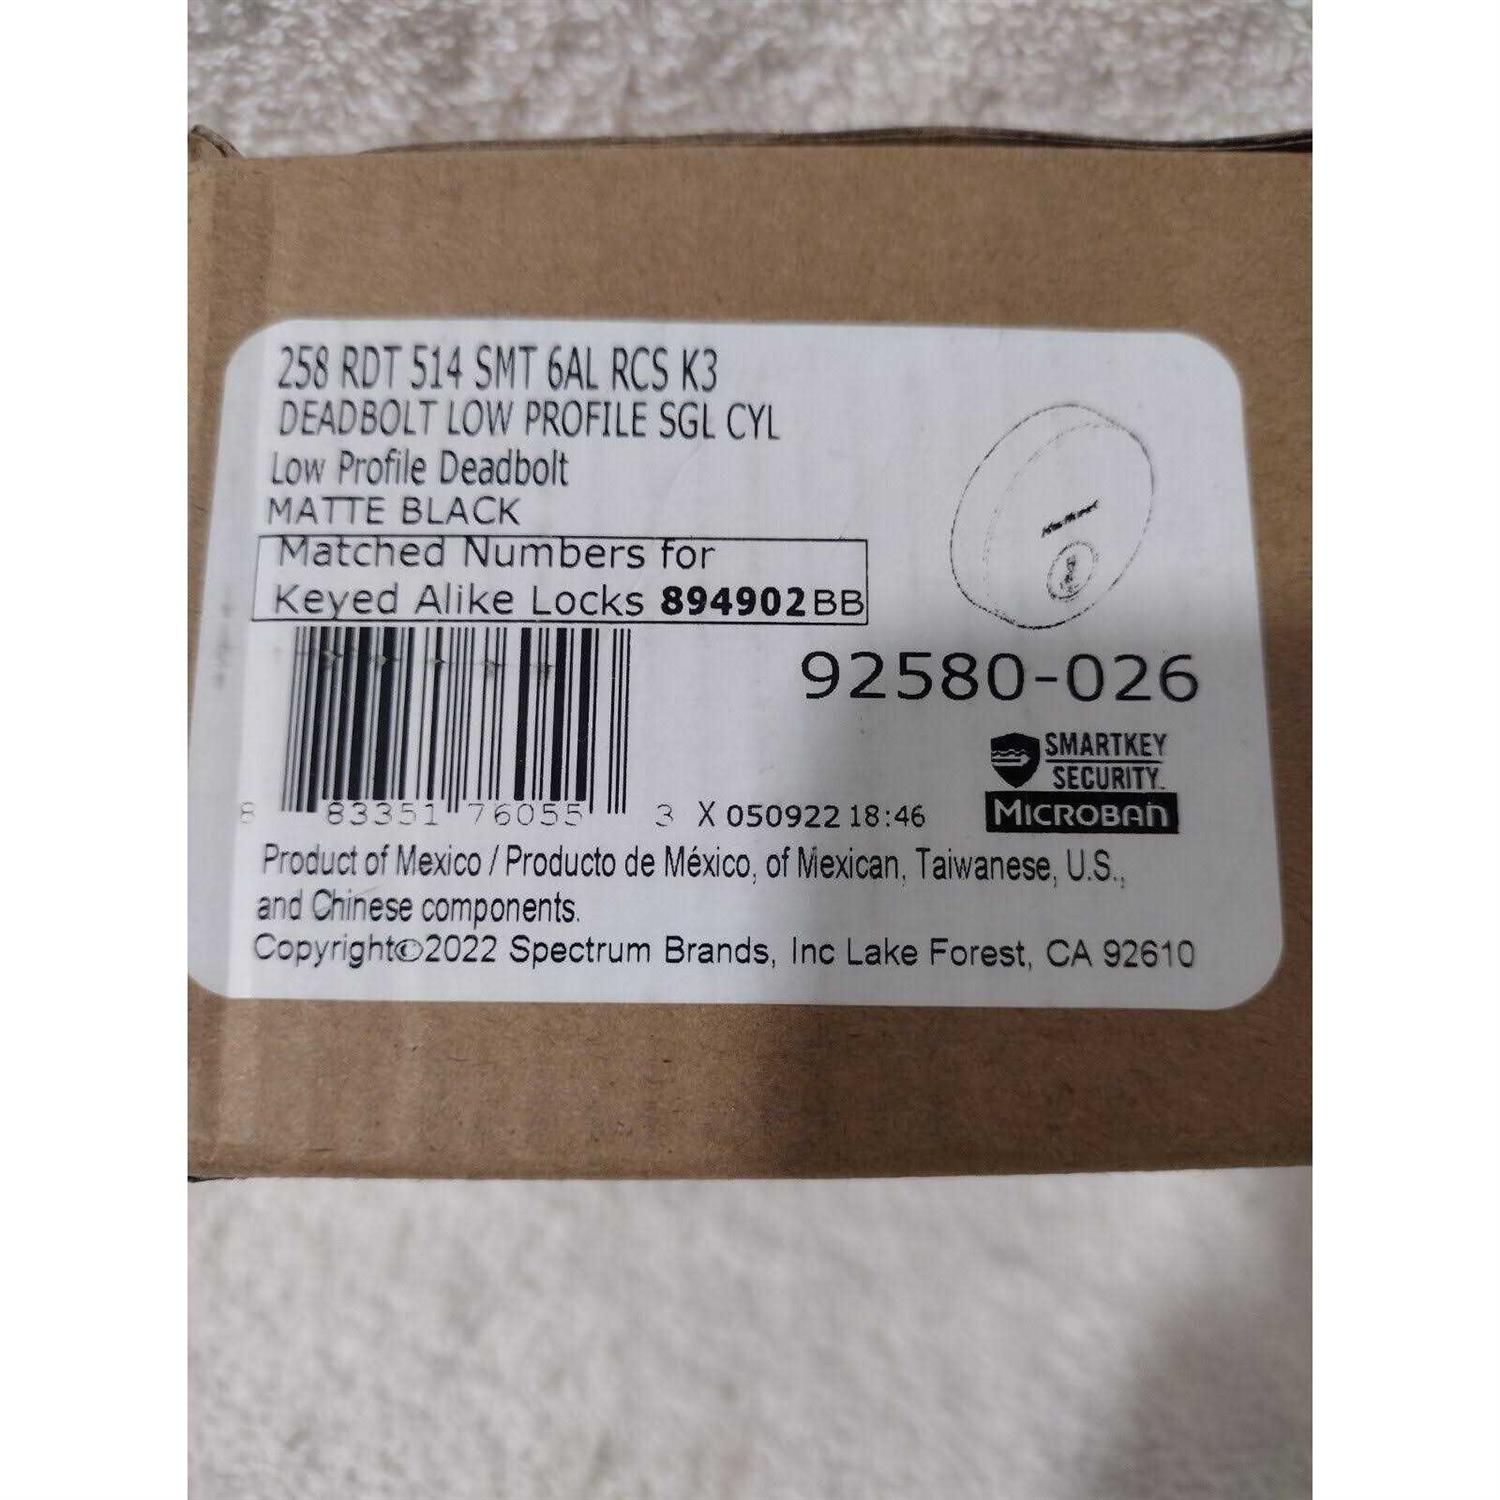 258 RDT 514 SMT 6AL RCS K3
DEADBOLT LOW PROFILE SGL CYL
Low Profile Deadbolt
MATTE BLACK
Matched Numbers for
Keyed Alike Locks 894902BB
Kwikset
92580-026
SMARTKEY
SECURITY
MICROBAN
8 83351 76055 3 X 050922 18:46
Product of Mexico / Producto de México, of Mexican, Taiwanese, U.S.,
and Chinese components.
Copyright©2022 Spectrum Brands, Inc Lake Forest, CA 92610